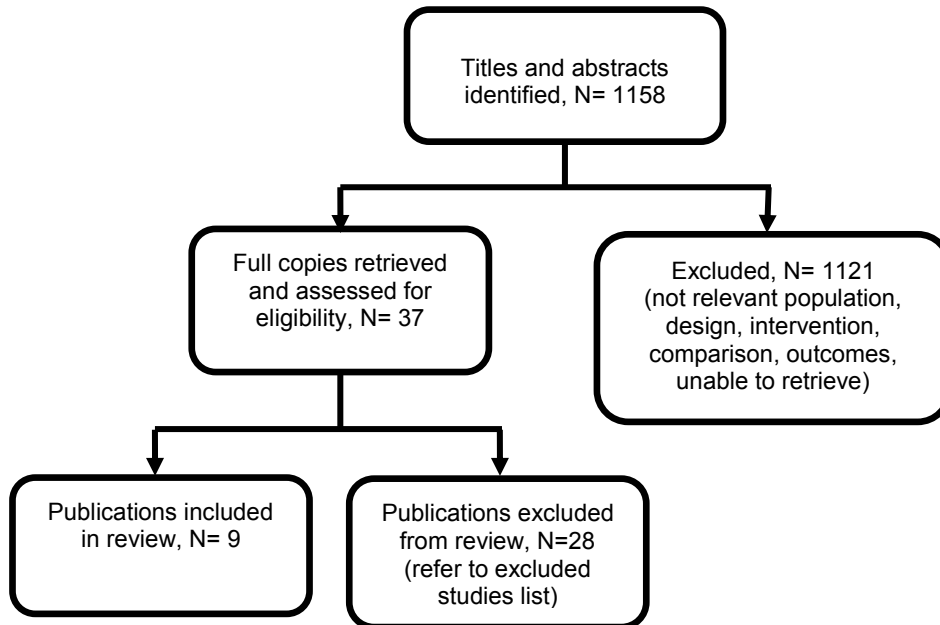 Titles and abstracts
identified, N= 1158
Full copies retrieved
and assessed for
eligibility, N= 37
Excluded, N= 1121
(not relevant population,
design, intervention,
comparison, outcomes,
unable to retrieve)
Publications included
in review, N= 9
Publications excluded
from review, N=28
(refer to excluded
studies list)